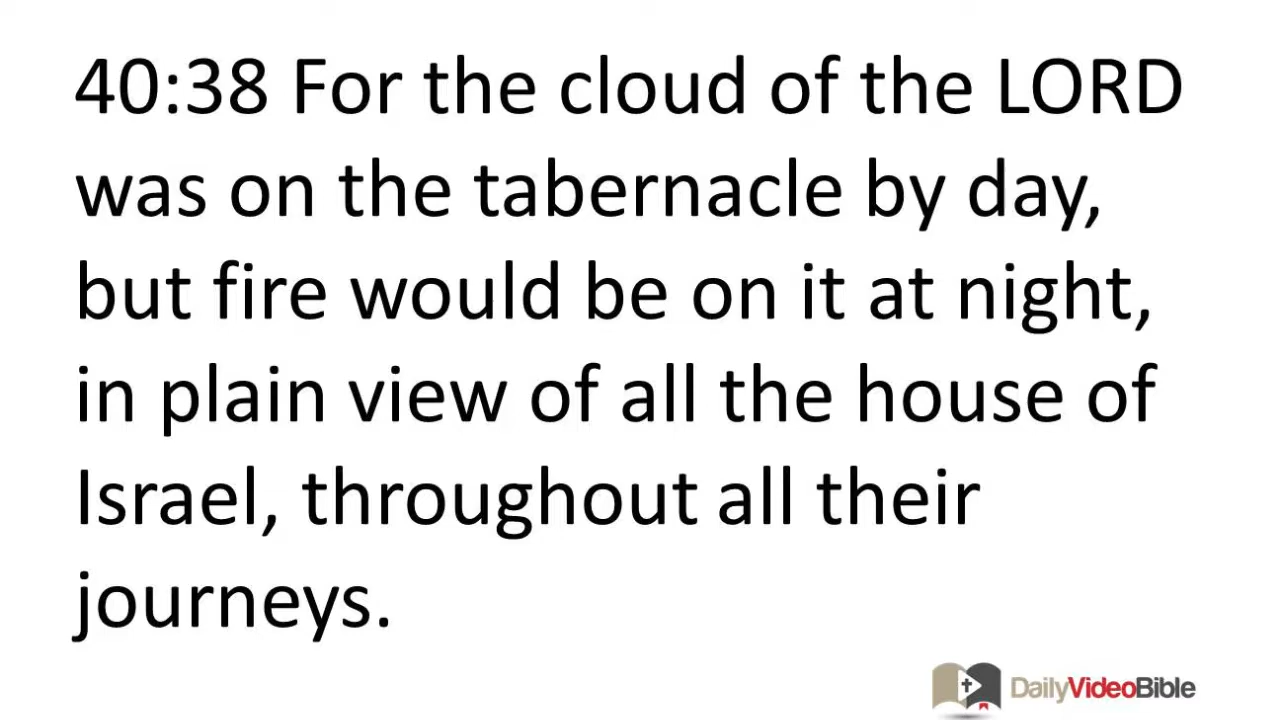 40:38 For the cloud of the LORD
was on the tabernacle by day,
but fire would be on it at night,
in plain view of all the house of
Israel, throughout all their
journeys.
DailyVideoBible